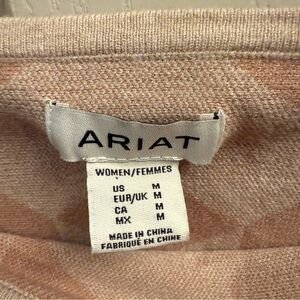 ARIAT
WOMEN/FEMMES
US M
EUR/UK M
CA M
MX M
MADE IN CHINA
FABRIQUÉ EN CHINE